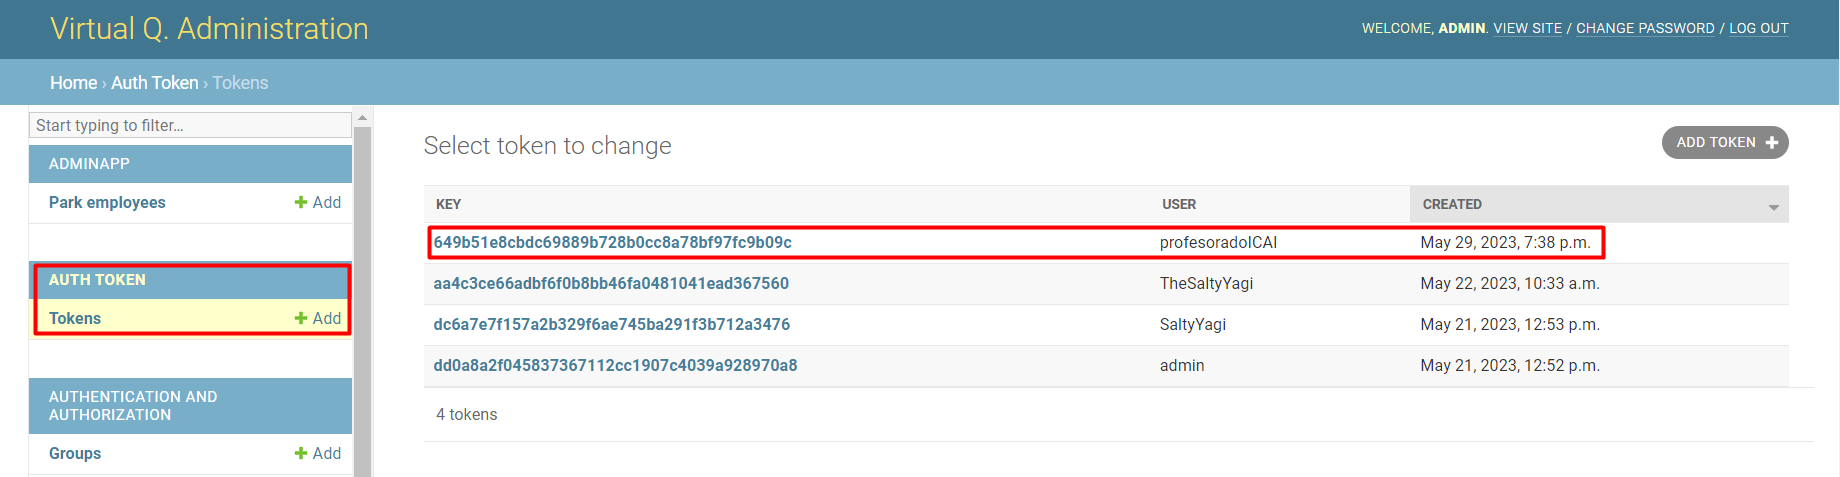 Virtual Q. Administration
WELCOME, ADMIN. VIEW SITE / CHANGE PASSWORD / LOG OUT
Home › Auth Token › Tokens
Start typing to filter...
ADMINAPP
Park employees + Add
AUTH TOKEN
Tokens + Add
AUTHENTICATION AND
AUTHORIZATION
Groups + Add
Select token to change
ADD TOKEN +
KEY USER CREATED
649b51e8cbdc69889b728b0cc8a78bf97fc9b09c profesoradoICAI May 29, 2023, 7:38 p.m.
aa4c3ce66adbf6f0b8bb46fa0481041ead367560 TheSaltyYagi May 22, 2023, 10:33 a.m.
dc6a7e7f157a2b329f6ae745ba291f3b712a3476 SaltyYagi May 21, 2023, 12:53 p.m.
dd0a8a2f045837367112cc1907c4039a928970a8 admin May 21, 2023, 12:52 p.m.
4 tokens